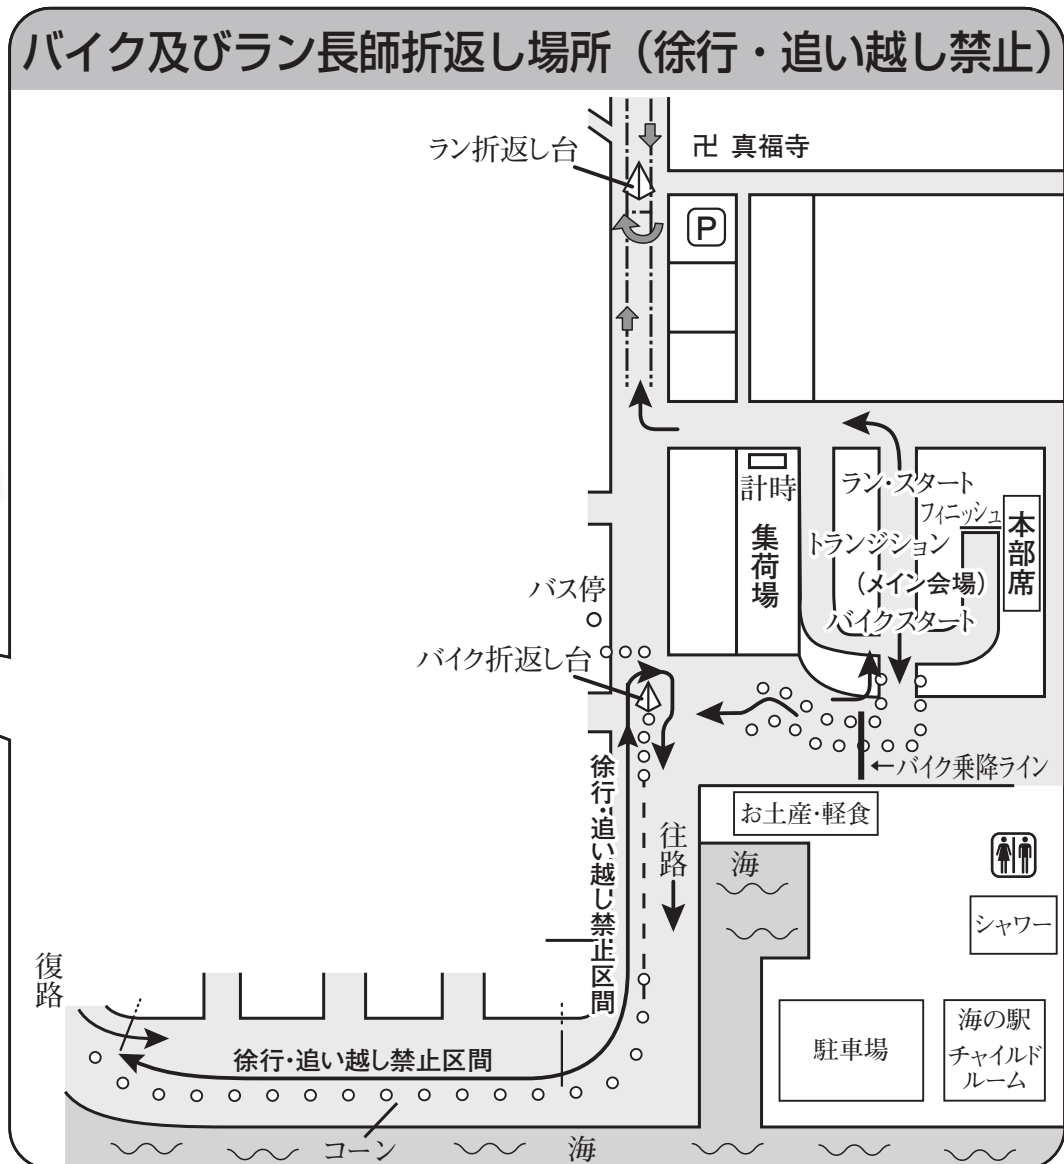 バイク及びラン長師折返し場所（徐行・追い越し禁止）
ラン折返し台
卍 真福寺
P
計時
集荷場
ラン・スタート
フィニッシュ
本部席
トランジション
（メイン会場）
バイクスタート
バス停
バイク折返し台
←バイク乗降ライン
徐行・追い越し禁止区間
往路
お土産・軽食
海
シャワー
復路
徐行・追い越し禁止区間
駐車場
海の駅
チャイルド
ルーム
コーン
海